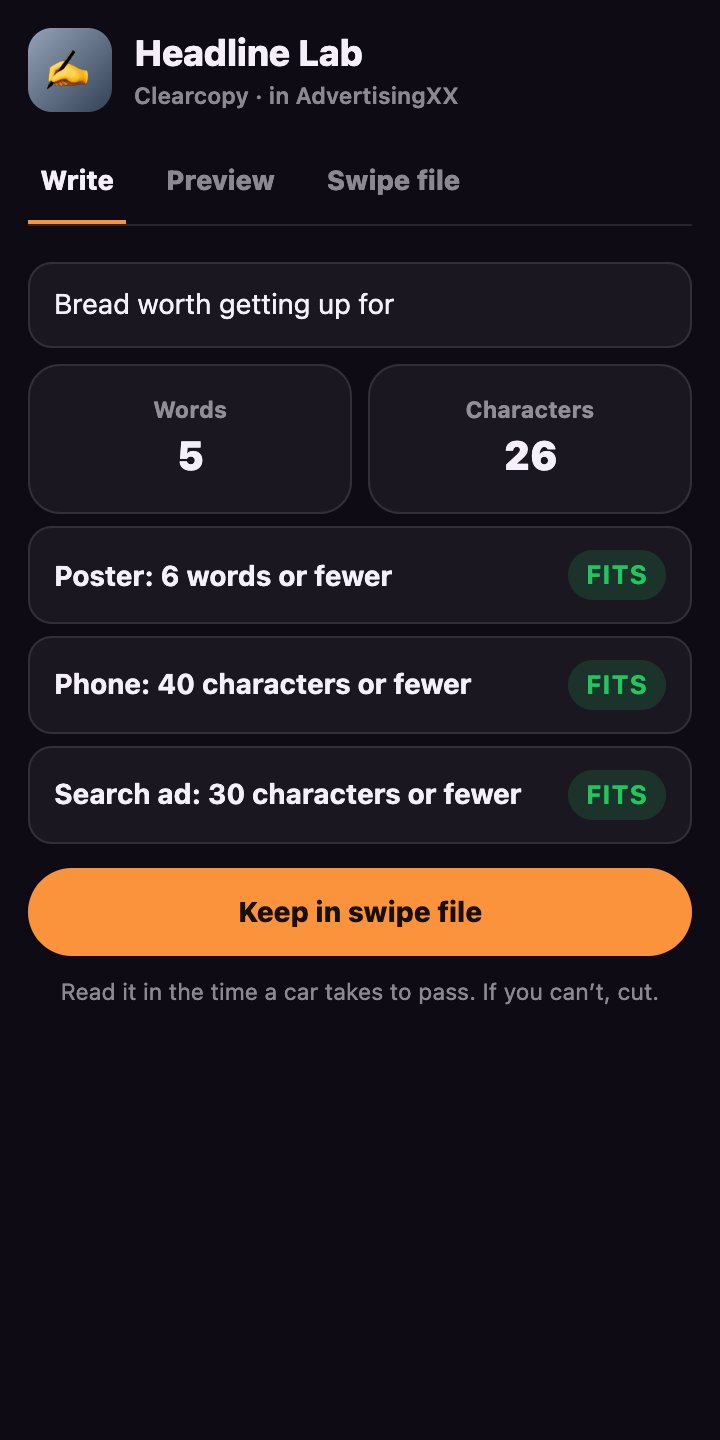 Headline Lab
Clearcopy · in AdvertisingXX
Write Preview Swipe file
Bread worth getting up for
Words Characters
5 26
Poster: 6 words or fewer FITS
Phone: 40 characters or fewer FITS
Search ad: 30 characters or fewer FITS
Keep in swipe file
Read it in the time a car takes to pass. If you can’t, cut.